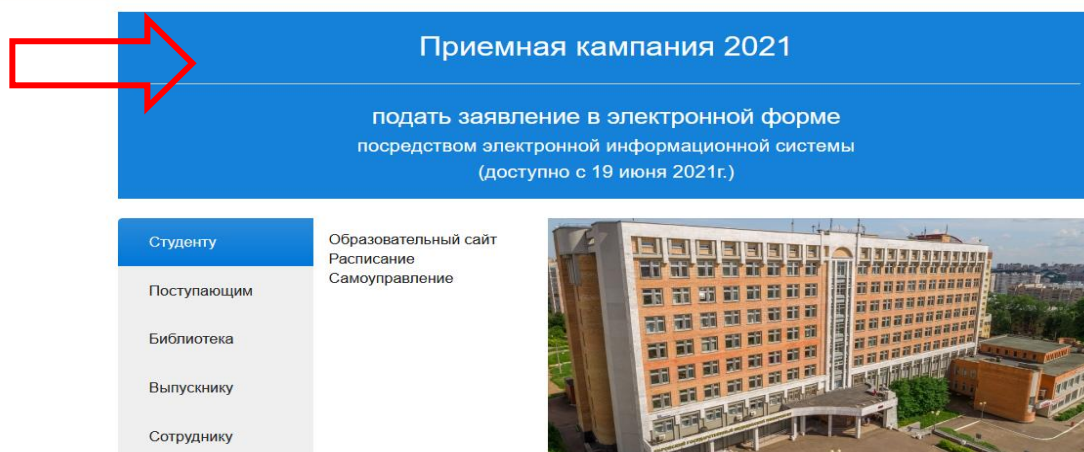 Приемная кампания 2021
подать заявление в электронной форме
посредством электронной информационной системы
(доступно с 19 июня 2021г.)
Студенту
Поступающим
Библиотека
Выпускнику
Сотруднику
Образовательный сайт
Расписание
Самоуправление